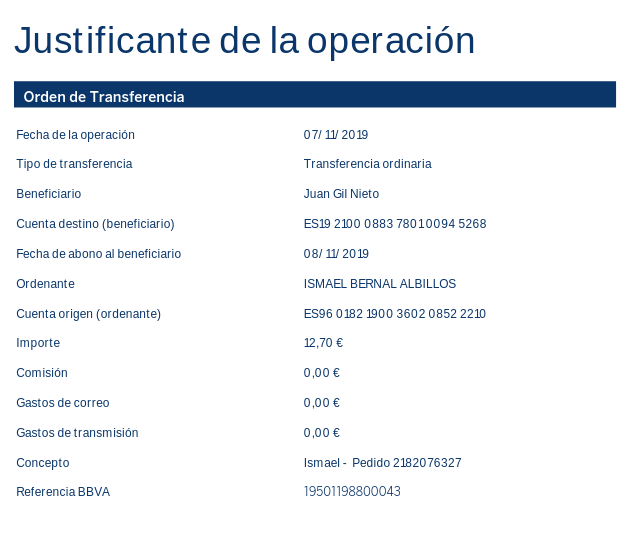 Justificante de la operación
Orden de Transferencia
Fecha de la operación 07/11/2019
Tipo de transferencia Transferencia ordinaria
Beneficiario Juan Gil Nieto
Cuenta destino (beneficiario) ES19 2100 0883 7801 0094 5268
Fecha de abono al beneficiario 08/11/2019
Ordenante ISMAEL BERNAL ALBILLOS
Cuenta origen (ordenante) ES96 0182 1900 3602 0852 2210
Importe 12,70 €
Comisión 0,00 €
Gastos de correo 0,00 €
Gastos de transmisión 0,00 €
Concepto Ismael - Pedido 2182076327
Referencia BBVA 19501198800043